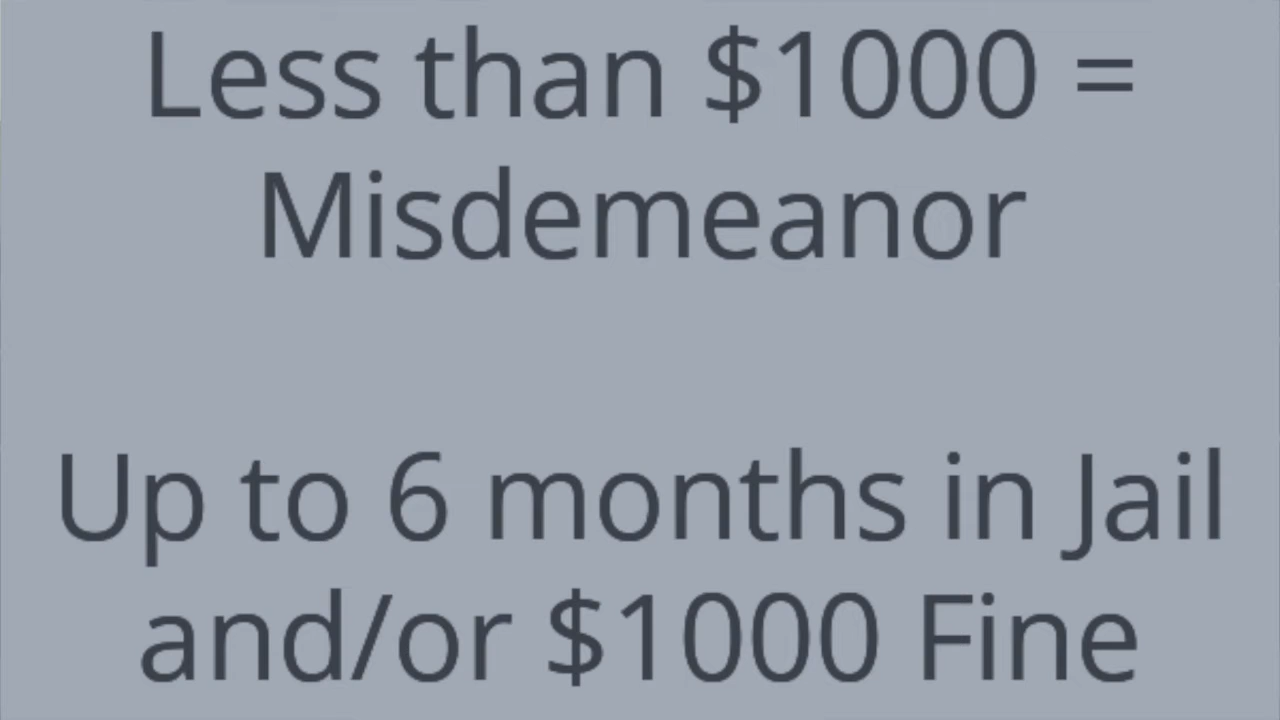 Less than $1000 =
Misdemeanor
Up to 6 months in Jail
and/or $1000 Fine